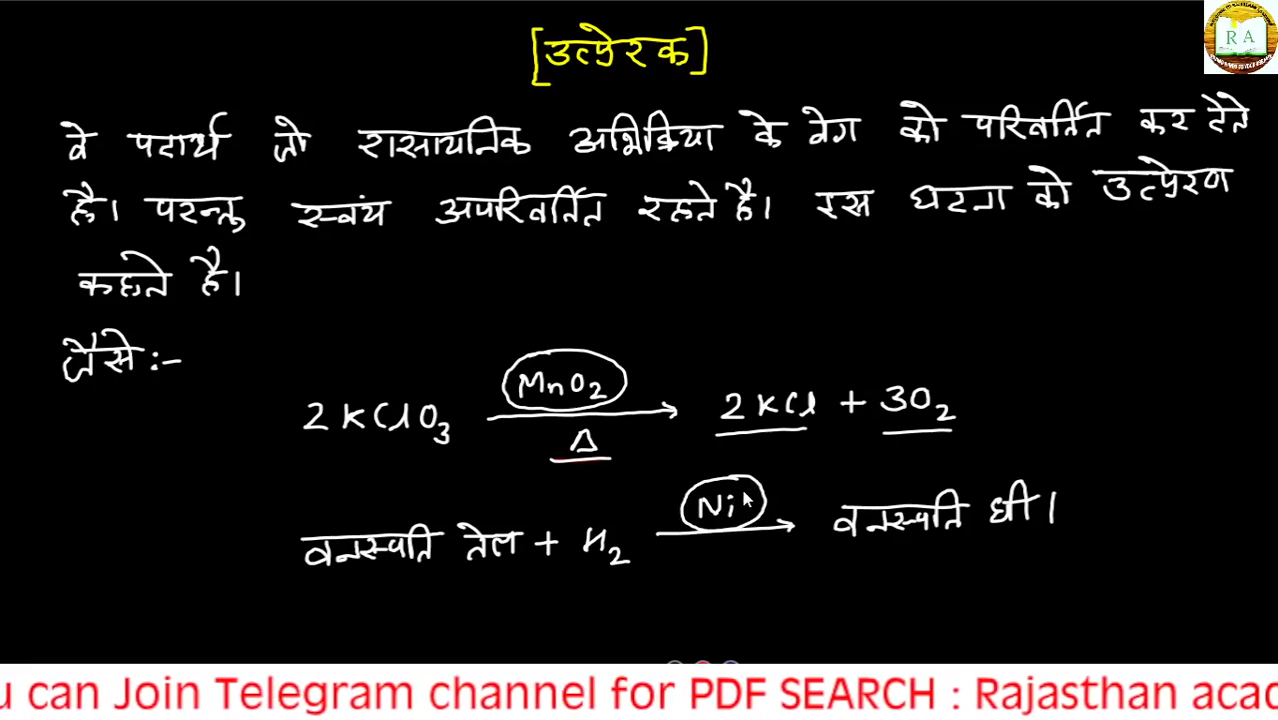 [उत्प्रेरक]
R A
वे पदार्थ जो रासायनिक अभिक्रिया के वेग को परिवर्तित कर देते
है। परन्तु स्वंय अपरिवर्तित रहते है। इस घटना को उत्प्रेरण
कहते है।
जैसे:-
2KClO3 MnO2 Δ → 2KCl + 3O2
वनस्पति तेल + H2 Ni → वनस्पति घी।
u can Join Telegram channel for PDF SEARCH : Rajasthan acad